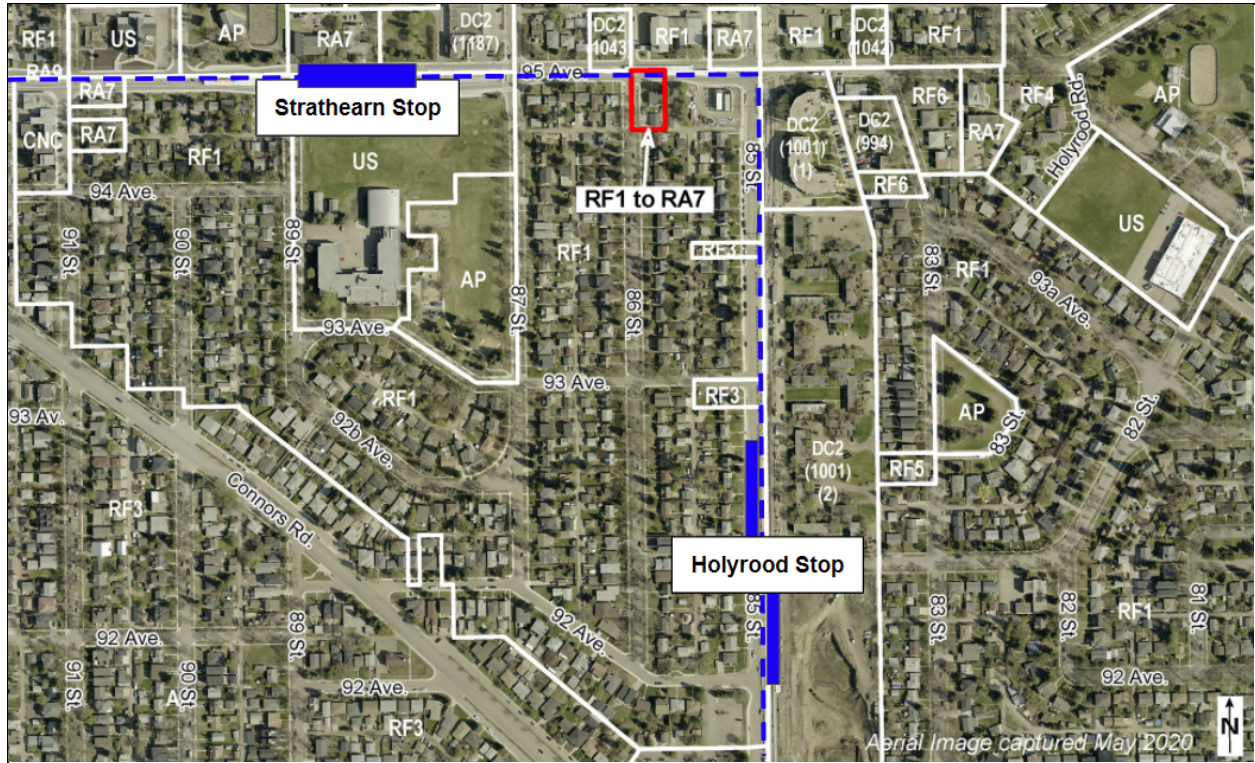 RF1
US
AP
RA7
DC2
(1187)
DC2
(1043)
RF1
RA7
RF1
DC2
(1042)
RF1
95 Ave.
Strathearn Stop
RA7
RA7
CNC
RF1
US
RF1 to RA7
85 St.
DC2
(1001)
(1)
DC2
(994)
RF6
RF6
RA7
RF4
Holyrood Rd.
AP
US
94 Ave.
91 St.
90 St.
89 St.
AP
87 St.
RF1
86 St.
RF3
83 St.
RF1
93a Ave.
93 Ave.
93 Ave.
RF3
93 Av.
RF1
92b Ave.
DC2
(1001)
(2)
AP
83 St.
82 St.
RF5
Connors Rd.
RF3
Holyrood Stop
85 St.
92 Ave.
91 St.
90 St.
89 St.
92 Ave.
92 Ave.
RF3
83 St.
82 St.
81 St.
RF1
92 Ave.
Aerial Image captured May 2020
N